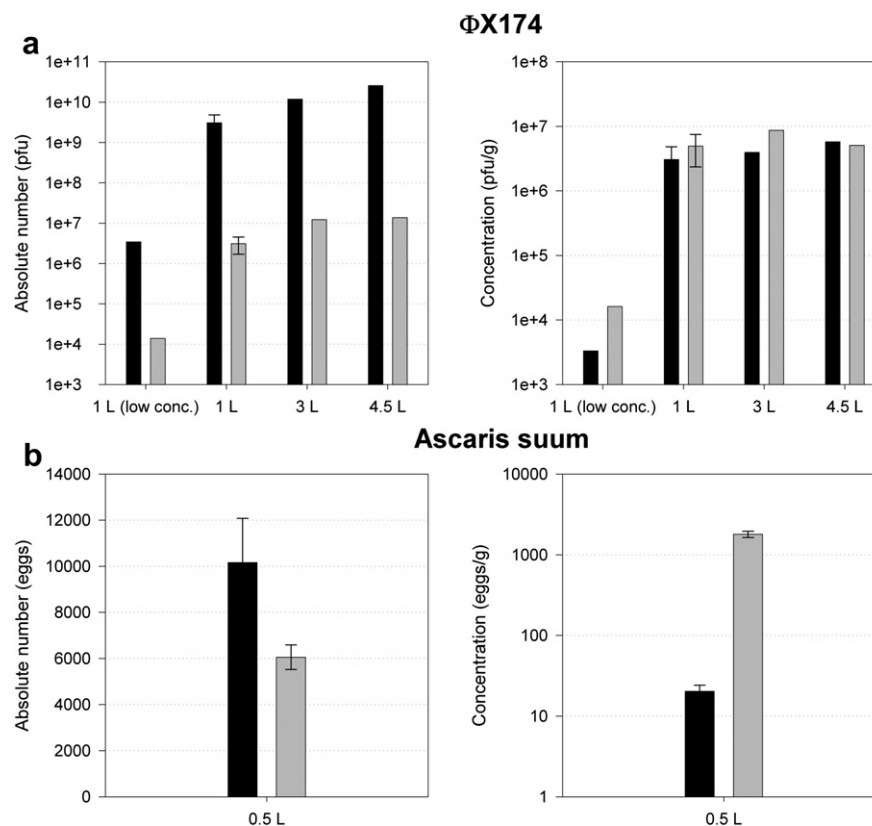 ΦX174
a
Absolute number (pfu)
1e+11
1e+10
1e+9
1e+8
1e+7
1e+6
1e+5
1e+4
1e+3
1 L (low conc.) 1 L 3 L 4.5 L
Concentration (pfu/g)
1e+8
1e+7
1e+6
1e+5
1e+4
1e+3
1 L (low conc.) 1 L 3 L 4.5 L
Ascaris suum
b
Absolute number (eggs)
14000
12000
10000
8000
6000
4000
2000
0
0.5 L
Concentration (eggs/g)
10000
1000
100
10
1
0.5 L